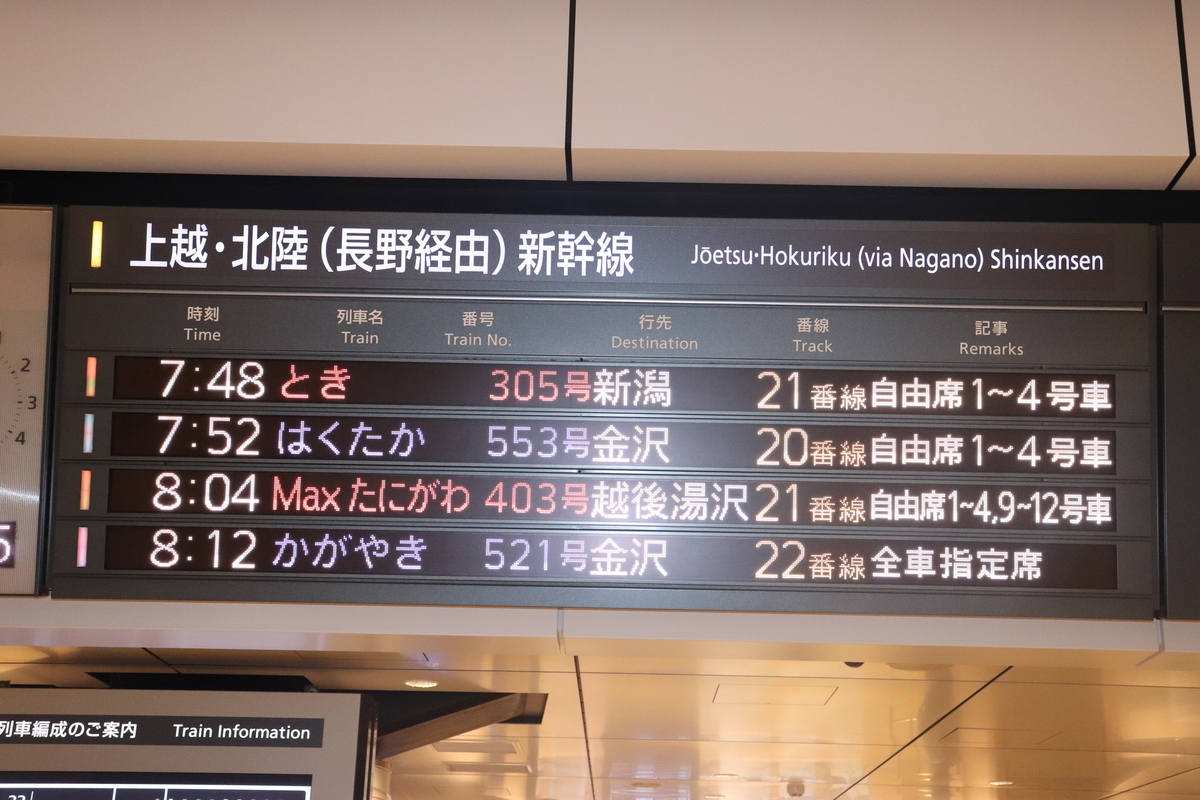 上越・北陸（長野経由）新幹線 Jōetsu・Hokuriku (via Nagano) Shinkansen
時刻 列車名 番号 行先 番線 記事
Time Train Train No. Destination Track Remarks
7:48 とき 305号 新潟 21番線 自由席1〜4号車
7:52 はくたか 553号 金沢 20番線 自由席1〜4号車
8:04 Maxたにがわ 403号 越後湯沢 21番線 自由席1~4,9~12号車
8:12 かがやき 521号 金沢 22番線 全車指定席
2
3
4
5
列車編成のご案内 Train Information